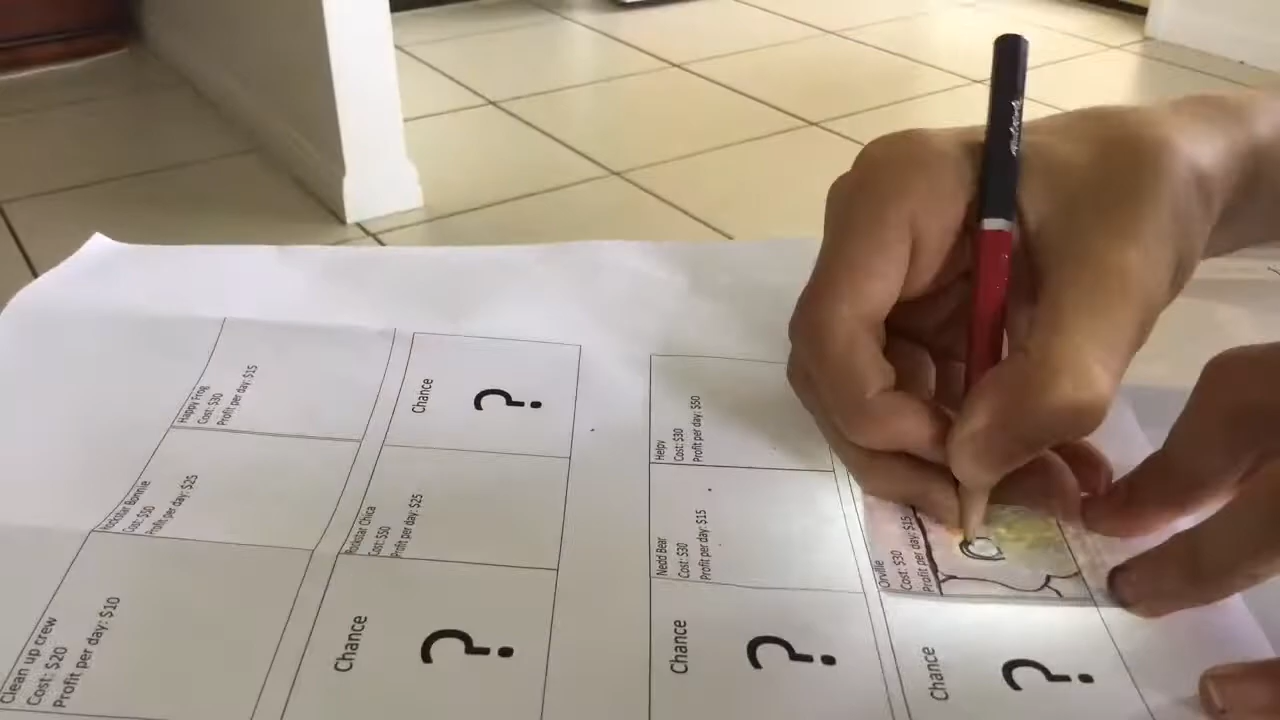 Happy Frog
Cost: $30
Profit per day: $15
Rockstar Bonnie
Cost: $50
Profit per day: $25
Clean up crew
Cost: $20
Profit per day: $10
Chance
?
Rockstar Chica
Cost: $50
Profit per day: $25
Chance
?
Helpy
Cost: $30
Profit per day: $50
Nedd Bear
Cost: $30
Profit per day: $15
Chance
?
Orville
Cost: $30
Profit per day: $15
Chance
?